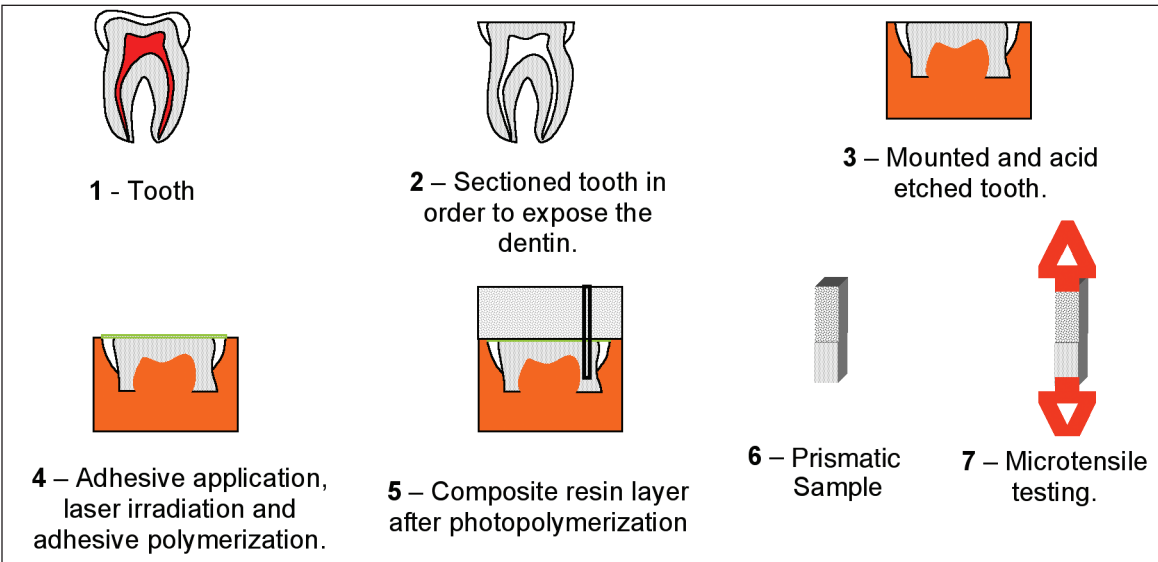 1 - Tooth
2 – Sectioned tooth in
order to expose the
dentin.
3 – Mounted and acid
etched tooth.
4 – Adhesive application,
laser irradiation and
adhesive polymerization.
5 – Composite resin layer
after photopolymerization
6 – Prismatic
Sample
7 – Microtensile
testing.